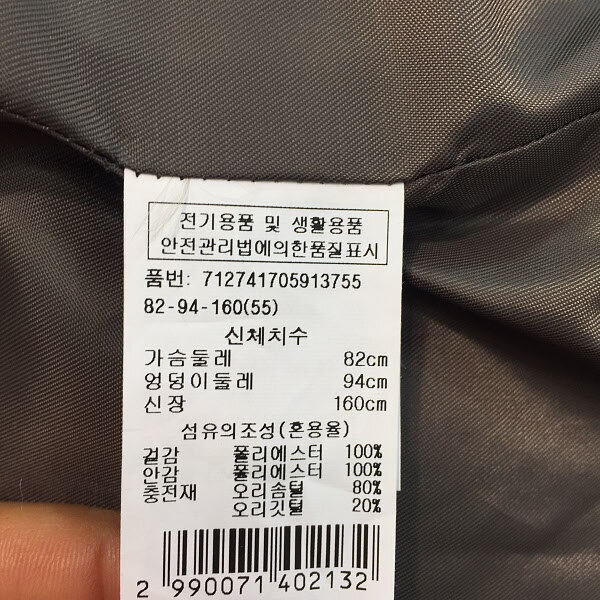 전기용품 및 생활용품
안전관리법에의한품질표시
품번: 712741705913755
82-94-160(55)
신체치수
가슴둘레 82cm
엉덩이둘레 94cm
신장 160cm
섬유의조성(혼용율)
겉감 폴리에스터 100%
안감 폴리에스터 100%
충전재 오리솜털 80%
오리깃털 20%
2 990071 402132